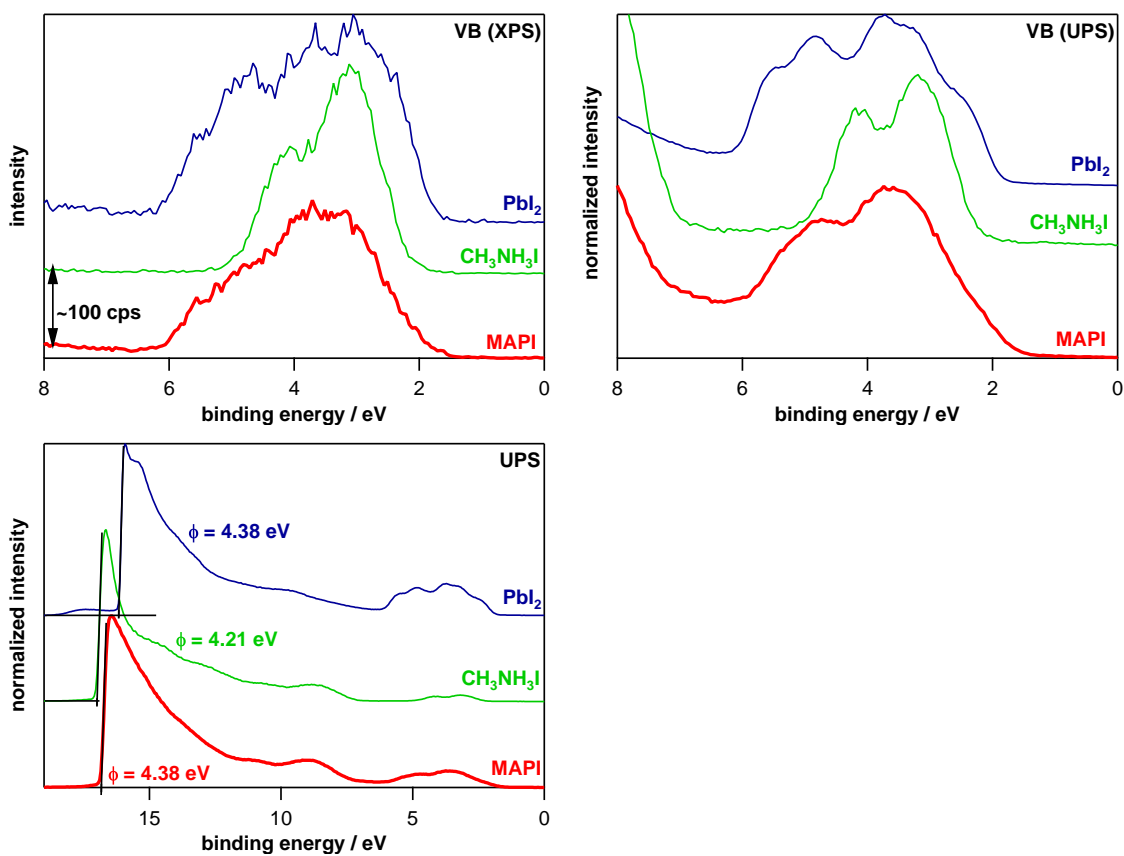 VB (XPS)
intensity
PbI₂
CH₃NH₃I
~100 cps
MAPI
8 6 4 2 0
binding energy / eV
VB (UPS)
normalized intensity
PbI₂
CH₃NH₃I
MAPI
8 6 4 2 0
binding energy / eV
UPS
normalized intensity
ϕ = 4.38 eV
PbI₂
ϕ = 4.21 eV
CH₃NH₃I
ϕ = 4.38 eV
MAPI
15 10 5 0
binding energy / eV